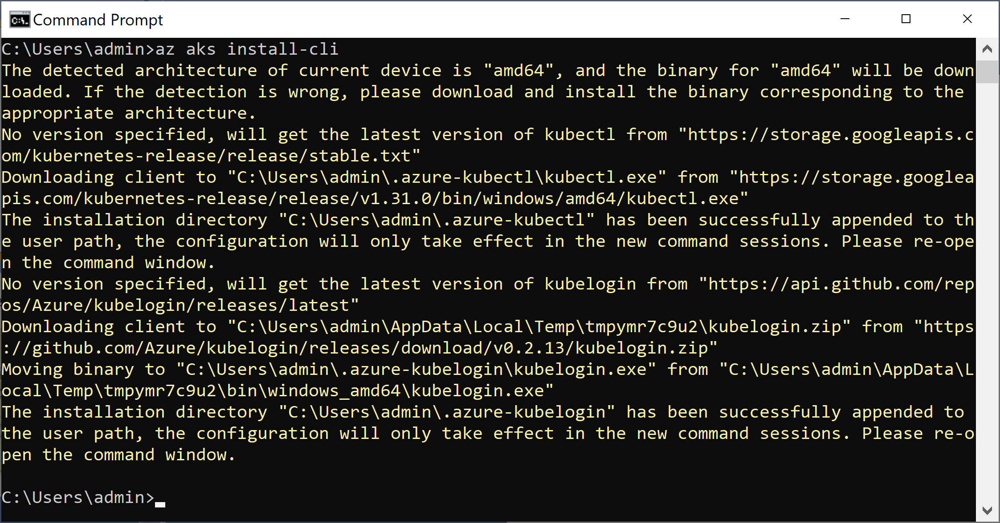 Command Prompt
C:\Users\admin>az aks install-cli
The detected architecture of current device is "amd64", and the binary for "amd64" will be down
loaded. If the detection is wrong, please download and install the binary corresponding to the
appropriate architecture.
No version specified, will get the latest version of kubectl from "https://storage.googleapis.c
om/kubernetes-release/release/stable.txt"
Downloading client to "C:\Users\admin\.azure-kubectl\kubectl.exe" from "https://storage.googlea
pis.com/kubernetes-release/release/v1.31.0/bin/windows/amd64/kubectl.exe"
The installation directory "C:\Users\admin\.azure-kubectl" has been successfully appended to th
e user path, the configuration will only take effect in the new command sessions. Please re-ope
n the command window.
No version specified, will get the latest version of kubelogin from "https://api.github.com/rep
os/Azure/kubelogin/releases/latest"
Downloading client to "C:\Users\admin\AppData\Local\Temp\tmpymr7c9u2\kubelogin.zip" from "https
://github.com/Azure/kubelogin/releases/download/v0.2.13/kubelogin.zip"
Moving binary to "C:\Users\admin\.azure-kubelogin\kubelogin.exe" from "C:\Users\admin\AppData\L
ocal\Temp\tmpymr7c9u2\bin\windows_amd64\kubelogin.exe"
The installation directory "C:\Users\admin\.azure-kubelogin" has been successfully appended to
the user path, the configuration will only take effect in the new command sessions. Please re-o
pen the command window.
C:\Users\admin>